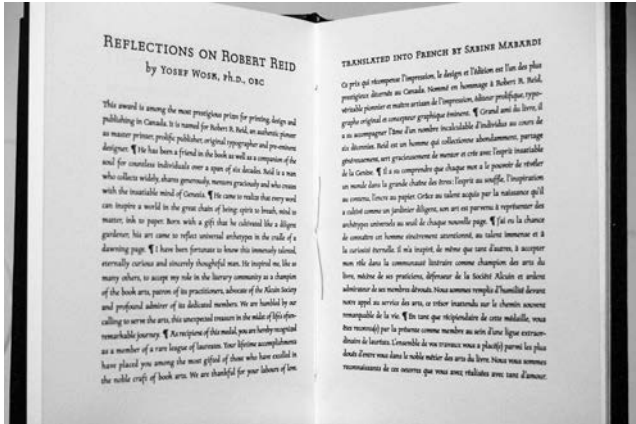 REFLECTIONS ON ROBERT REID
by YOSEF WOSK, PH.D., OBC
This award is among the most prestigious prizes for printing, design and
publishing in Canada. It is named for Robert R. Reid, an authentic pioneer
as master printer, prolific publisher, original typographer and pre-eminent
designer. ¶ He has been a friend in the book as well as a companion of the
soul for countless individuals over a span of six decades. Reid is a man
who collects widely, shares generously, mentors graciously and who creates
with the insatiable mind of Genesis. ¶ He came to realize that every word
can inspire a world in the great chain of being: spirit to breath, mind to
matter, ink to paper. Born with a gift that he cultivated like a diligent
gardener, his art came to reflect universal archetypes in the cradle of a
dawning page. ¶ I have been fortunate to know this immensely talented,
eternally curious and sincerely thoughtful man. He inspired me, like so
many others, to accept my role in the literary community as a champion
of the book arts, patron of its practitioners, advocate of the Alcuin Society
and profound admirer of its dedicated members. We are humbled by our
calling to serve the arts, this unexpected treasure in the midst of life's often-
remarkable journey. ¶ As recipient of this medal, you are hereby recognized
as a member of a rare league of laureates. Your lifetime accomplishments
have placed you among the most gifted of those who have excelled in
the noble craft of book arts. We are thankful for your labours of love.
TRANSLATED INTO FRENCH BY SABINE MABARDI
Ce prix qui récompense l'impression, le design et l'édition est l'un des plus
prestigieux décernés au Canada. Nommé en hommage à Robert R. Reid,
véritable pionnier et maître artisan de l'impression, éditeur prolifique, typo-
graphe original et concepteur graphique éminent. ¶ Grand ami du livre, il
a su accompagner l'âme d'un nombre incalculable d'individus au cours de
six décennies. Reid est un homme qui collectionne abondamment, partage
généreusement, sert gracieusement de mentor et crée avec l'esprit insatiable
de la Genèse. ¶ Il a su comprendre que chaque mot a le pouvoir de révéler
un monde dans la grande chaîne des êtres: l'esprit au souffle, l'inspiration
au contenu, l'encre au papier. Grâce au talent acquis par la naissance qu'il
a cultivé comme un jardinier diligent, son art est parvenu à représenter des
archétypes universels au seuil de chaque nouvelle page. ¶ J'ai eu la chance
de connaître cet homme sincèrement attentionné, au talent immense et à
la curiosité éternelle. Il m'a inspiré, de même que tant d'autres, à accepter
mon rôle dans la communauté littéraire comme champion des arts du
livre, mécène de ses praticiens, défenseur de la Société Alcuin et ardent
admirateur de ses membres dévoués. Nous sommes remplis d'humilité devant
notre appel au service des arts, ce trésor inattendu sur le chemin souvent
remarquable de la vie. ¶ En tant que récipiendaire de cette médaille, vous
êtes reconnu(e) par la présente comme membre au sein d'une ligue extraor-
dinaire de lauréats. L'ensemble de vos travaux vous a placé(e) parmi les plus
doués d'entre vous dans le noble métier des arts du livre. Nous vous sommes
reconnaissants de ces oeuvres que vous avez réalisées avec tant d'amour.